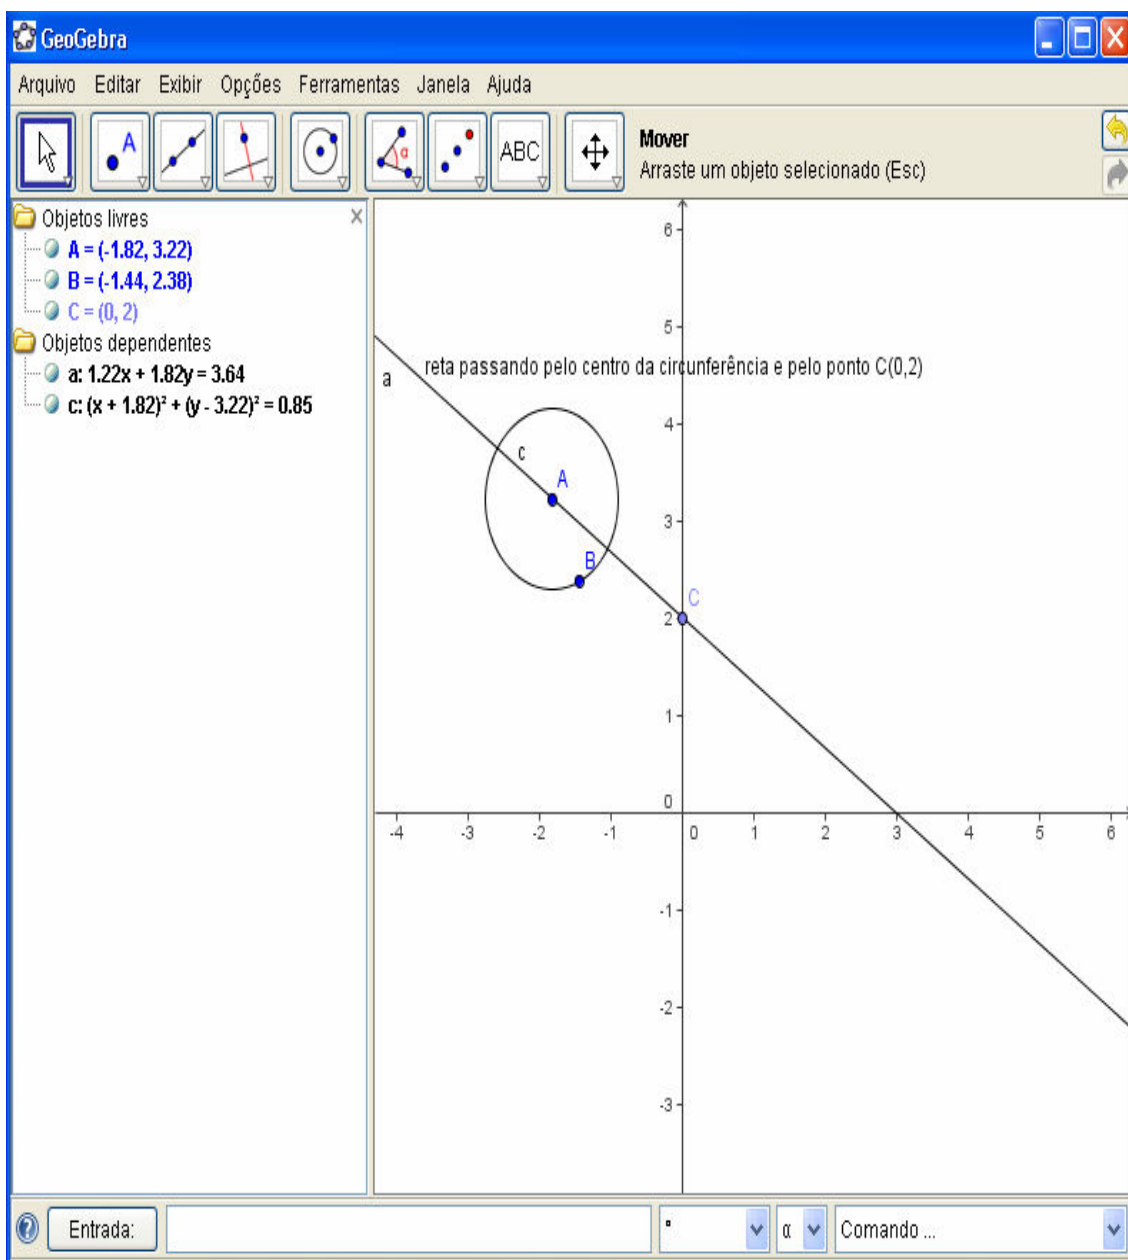 GeoGebra
Arquivo Editar Exibir Opções Ferramentas Janela Ajuda
A
α
ABC
Mover
Arraste um objeto selecionado (Esc)
Objetos livres
A = (-1.82, 3.22)
B = (-1.44, 2.38)
C = (0, 2)
Objetos dependentes
a: 1.22x + 1.82y = 3.64
c: (x + 1.82)² + (y - 3.22)² = 0.85
6
5
reta passando pelo centro da circunferência e pelo ponto C(0,2)
a
4
c
A
3
B
C
2
1
0
-4 -3 -2 -1 0 1 2 3 4 5 6
-1
-2
-3
Entrada: ° α Comando ...